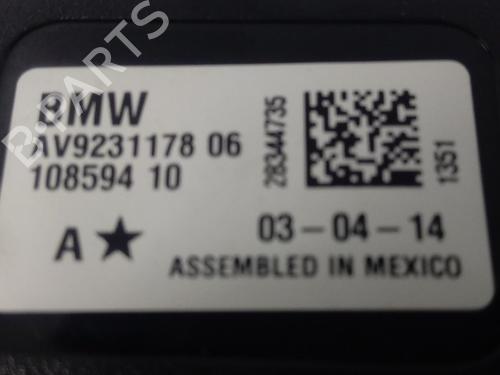 BMW
AV9231178 06
108594 10
28344735
1351
A★
03-04-14
ASSEMBLED IN MEXICO
B-PARTS